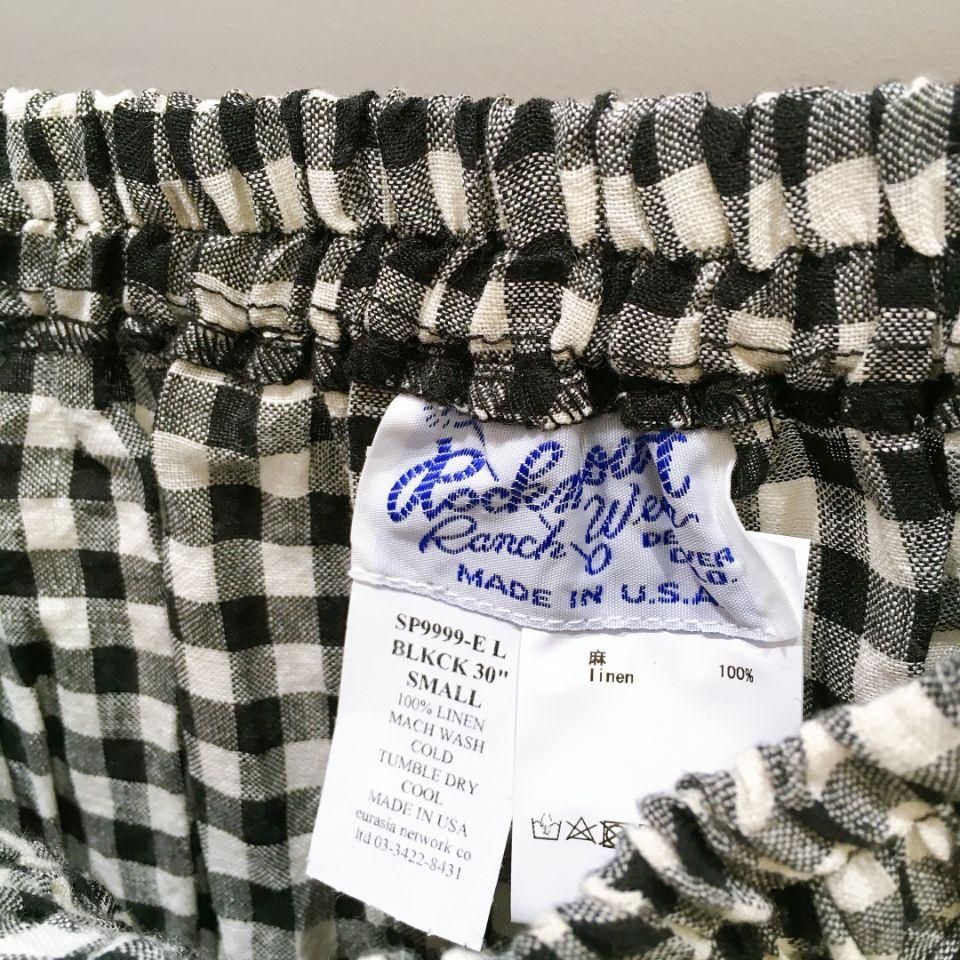 Rockmount
Ranch Wear
DENVER
COLO.
MADE IN U.S.A
SP9999-E L
BLKCK 30"
SMALL
100% LINEN
MACH WASH
COLD
TUMBLE DRY
COOL
MADE IN USA
eurasia network co
ltd 03-3422-8431
麻
linen 100%